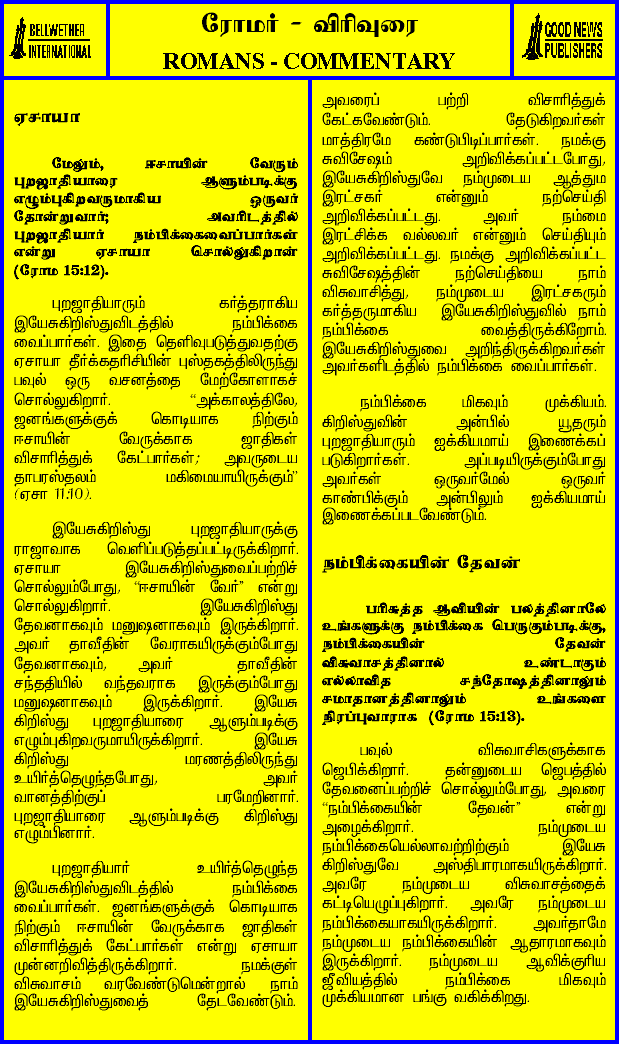 BELLWETHER
INTERNATIONAL
ரோமர் - விரிவுரை
ROMANS - COMMENTARY
GOOD NEWS
PUBLISHERS
ஏசாயா
மேலும், ஈசாயின் வேரும்
புறஜாதியாரை ஆளும்படிக்கு
எழும்புகிறவருமாகிய ஒருவர்
தோன்றுவார்; அவரிடத்தில்
புறஜாதியார் நம்பிக்கைவைப்பார்கள்
என்று ஏசாயா சொல்லுகிறான்
(ரோம 15:12).
புறஜாதியாரும் கர்த்தராகிய
இயேசுகிறிஸ்துவிடத்தில் நம்பிக்கை
வைப்பார்கள். இதை தெளிவுபடுத்துவதற்கு
ஏசாயா தீர்க்கதரிசியின் புஸ்தகத்திலிருந்து
பவுல் ஒரு வசனத்தை மேற்கோளாகச்
சொல்லுகிறார். “அக்காலத்திலே,
ஜனங்களுக்குக் கொடியாக நிற்கும்
ஈசாயின் வேருக்காக ஜாதிகள்
விசாரித்துக் கேட்பார்கள்; அவருடைய
தாபரஸ்தலம் மகிமையாயிருக்கும்”
(ஏசா 11:10).
இயேசுகிறிஸ்து புறஜாதியாருக்கு
ராஜாவாக வெளிப்படுத்தப்பட்டிருக்கிறார்.
ஏசாயா இயேசுகிறிஸ்துவைப்பற்றிச்
சொல்லும்போது, “ஈசாயின் வேர்” என்று
சொல்லுகிறார். இயேசுகிறிஸ்து
தேவனாகவும் மனுஷனாகவும் இருக்கிறார்.
அவர் தாவீதின் வேராகயிருக்கும்போது
தேவனாகவும், அவர் தாவீதின்
சந்ததியில் வந்தவராக இருக்கும்போது
மனுஷனாகவும் இருக்கிறார். இயேசு
கிறிஸ்து புறஜாதியாரை ஆளும்படிக்கு
எழும்புகிறவருமாயிருக்கிறார். இயேசு
கிறிஸ்து மரணத்திலிருந்து
உயிர்த்தெழுந்தபோது, அவர்
வானத்திற்குப் பரமேறினார்.
புறஜாதியாரை ஆளும்படிக்கு கிறிஸ்து
எழும்பினார்.
புறஜாதியார் உயிர்த்தெழுந்த
இயேசுகிறிஸ்துவிடத்தில் நம்பிக்கை
வைப்பார்கள். ஜனங்களுக்குக் கொடியாக
நிற்கும் ஈசாயின் வேருக்காக ஜாதிகள்
விசாரித்துக் கேட்பார்கள் என்று ஏசாயா
முன்னறிவித்திருக்கிறார். நமக்குள்
விசுவாசம் வரவேண்டுமென்றால் நாம்
இயேசுகிறிஸ்துவைத் தேடவேண்டும்.
அவரைப் பற்றி விசாரித்துக்
கேட்கவேண்டும். தேடுகிறவர்கள்
மாத்திரமே கண்டுபிடிப்பார்கள். நமக்கு
சுவிசேஷம் அறிவிக்கப்பட்டபோது,
இயேசுகிறிஸ்துவே நம்முடைய ஆத்தும
இரட்சகர் என்னும் நற்செய்தி
அறிவிக்கப்பட்டது. அவர் நம்மை
இரட்சிக்க வல்லவர் என்னும் செய்தியும்
அறிவிக்கப்பட்டது. நமக்கு அறிவிக்கப்பட்ட
சுவிசேஷத்தின் நற்செய்தியை நாம்
விசுவாசித்து, நம்முடைய இரட்சகரும்
கர்த்தருமாகிய இயேசுகிறிஸ்துவில் நாம்
நம்பிக்கை வைத்திருக்கிறோம்.
இயேசுகிறிஸ்துவை அறிந்திருக்கிறவர்கள்
அவர்களிடத்தில் நம்பிக்கை வைப்பார்கள்.
நம்பிக்கை மிகவும் முக்கியம்.
கிறிஸ்துவின் அன்பில் யூதரும்
புறஜாதியாரும் ஐக்கியமாய் இணைக்கப்
படுகிறார்கள். அப்படியிருக்கும்போது
அவர்கள் ஒருவர்மேல் ஒருவர்
காண்பிக்கும் அன்பிலும் ஐக்கியமாய்
இணைக்கப்படவேண்டும்.
நம்பிக்கையின் தேவன்
பரிசுத்த ஆவியின் பலத்தினாலே
உங்களுக்கு நம்பிக்கை பெருகும்படிக்கு,
நம்பிக்கையின் தேவன்
விசுவாசத்தினால் உண்டாகும்
எல்லாவித சந்தோஷத்தினாலும்
சமாதானத்தினாலும் உங்களை
நிரப்புவாராக (ரோம 15:13).
பவுல் விசுவாசிகளுக்காக
ஜெபிக்கிறார். தன்னுடைய ஜெபத்தில்
தேவனைப்பற்றிச் சொல்லும்போது, அவரை
“நம்பிக்கையின் தேவன்” என்று
அழைக்கிறார். நம்முடைய
நம்பிக்கையெல்லாவற்றிற்கும் இயேசு
கிறிஸ்துவே அஸ்திபாரமாகயிருக்கிறார்.
அவரே நம்முடைய விசுவாசத்தைக்
கட்டியெழுப்புகிறார். அவரே நம்முடைய
நம்பிக்கையாகயிருக்கிறார். அவர்தாமே
நம்முடைய நம்பிக்கையின் ஆதாரமாகவும்
இருக்கிறார். நம்முடைய ஆவிக்குரிய
ஜீவியத்தில் நம்பிக்கை மிகவும்
முக்கியமான பங்கு வகிக்கிறது.